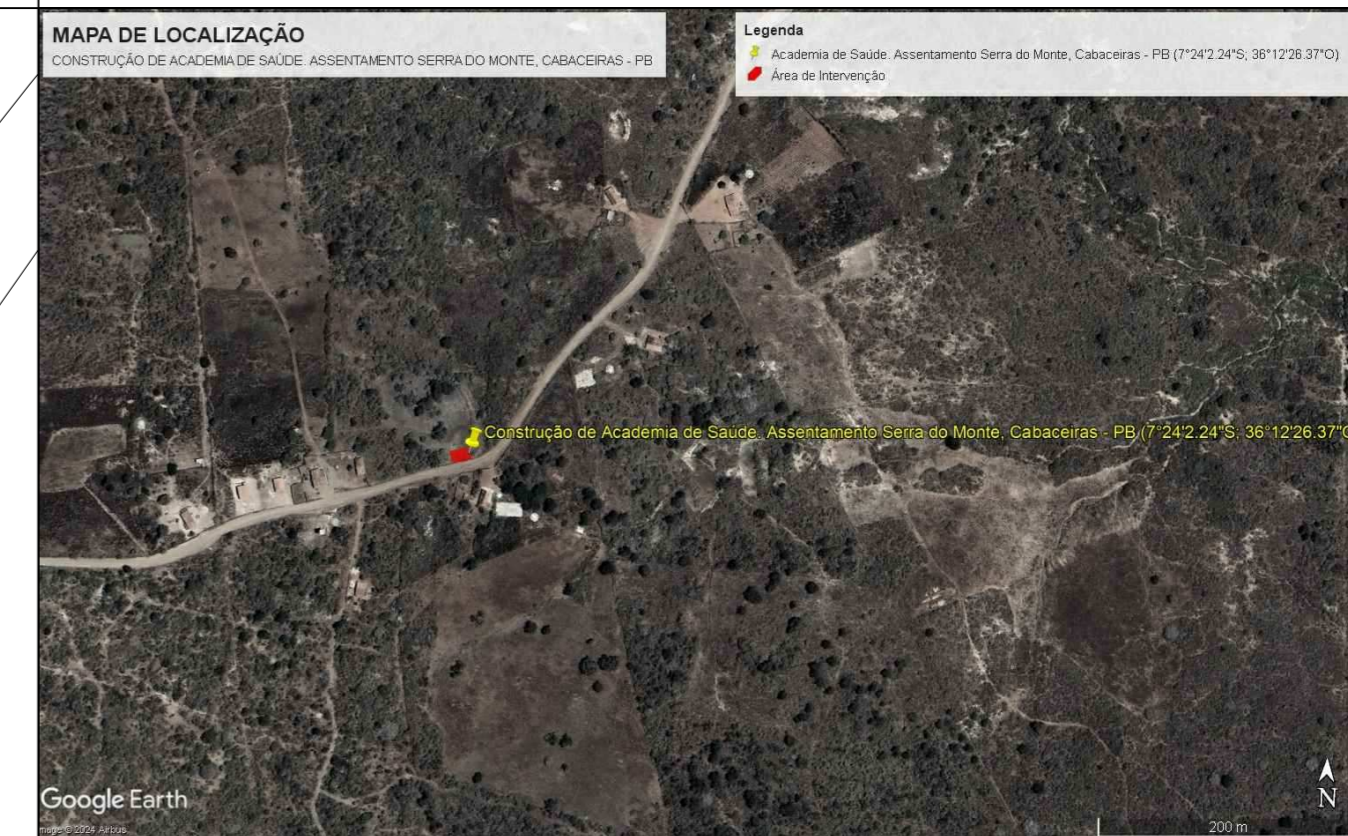 MAPA DE LOCALIZAÇÃO
CONSTRUÇÃO DE ACADEMIA DE SAÚDE. ASSENTAMENTO SERRA DO MONTE, CABACEIRAS - PB
Legenda
Academia de Saúde. Assentamento Serra do Monte, Cabaceiras - PB (7°24'2.24"S; 36°12'26.37"O)
Área de Intervenção
Construção de Academia de Saúde. Assentamento Serra do Monte, Cabaceiras - PB (7°24'2.24"S; 36°12'26.37"O
Google Earth
© 2024 Airbus
N
200 m